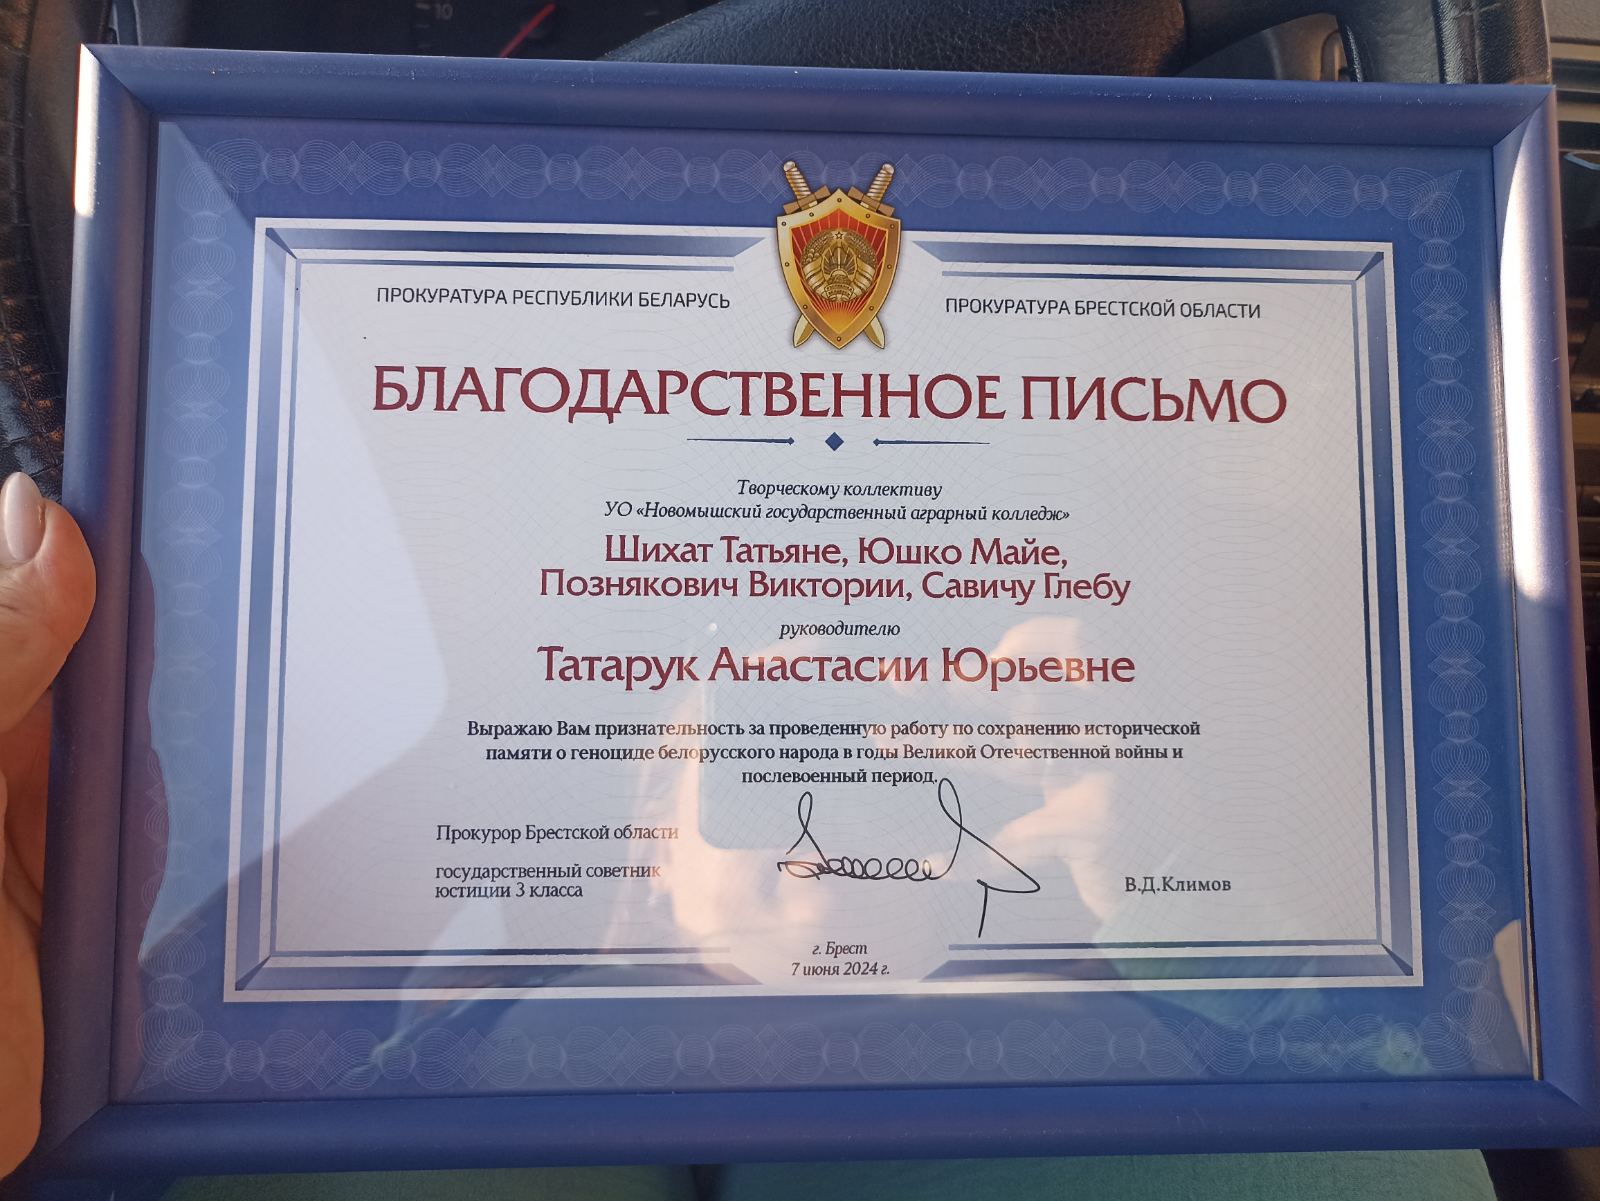 ПРОКУРАТУРА РЕСПУБЛИКИ БЕЛАРУСЬ
ПРОКУРАТУРА БРЕСТСКОЙ ОБЛАСТИ
БЛАГОДАРСТВЕННОЕ ПИСЬМО
Творческому коллективу
УО «Новомышский государственный аграрный колледж»
Шихат Татьяне, Юшко Майе,
Познякович Виктории, Савичу Глебу
руководителю
Татарук Анастасии Юрьевне
Выражаю Вам признательность за проведенную работу по сохранению исторической
памяти о геноциде белорусского народа в годы Великой Отечественной войны и
послевоенный период.
Прокурор Брестской области
государственный советник
юстиции 3 класса
В.Д.Климов
г. Брест
7 июня 2024 г.
10